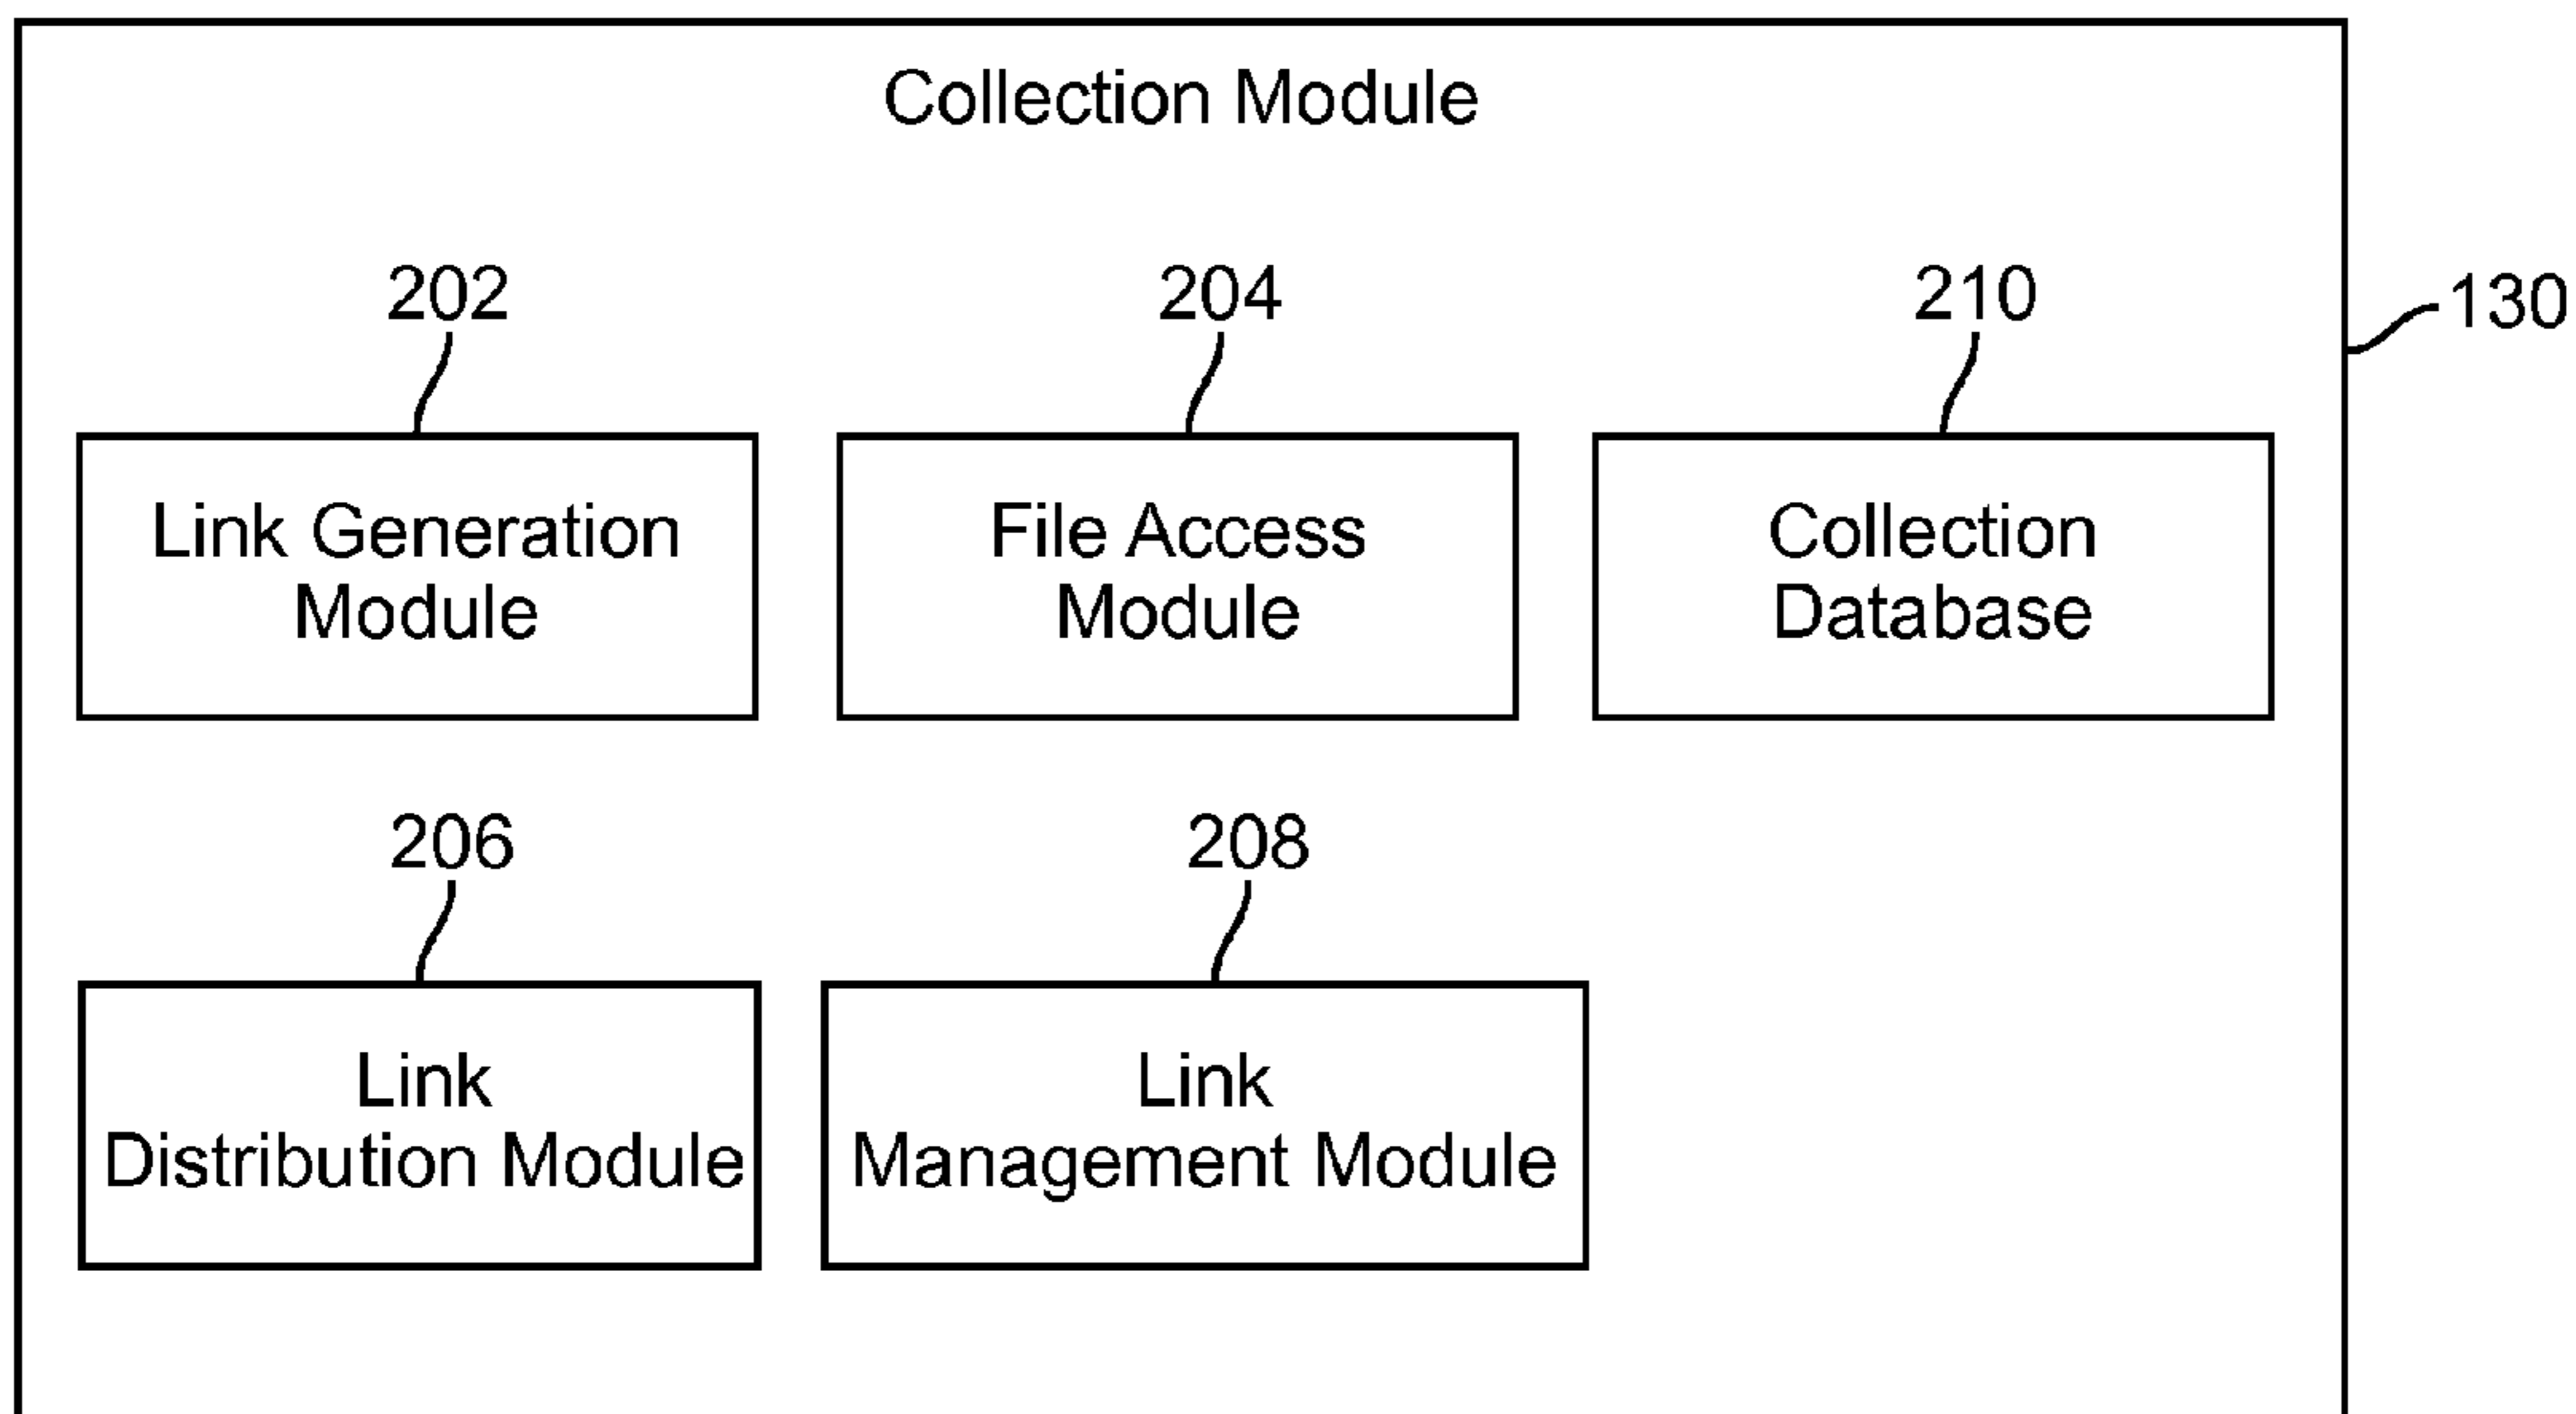 Collection Module
202
204
210
130
Link Generation
Module
File Access
Module
Collection
Database
206
208
Link
Distribution Module
Link
Management Module